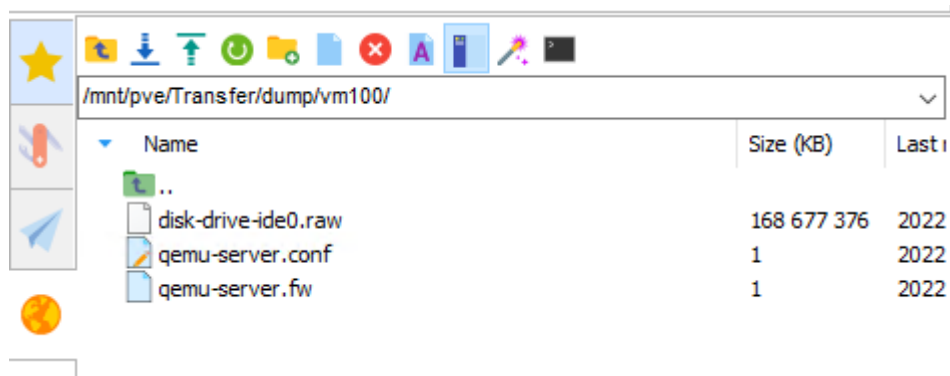 /mnt/pve/Transfer/dump/vm100/
Name Size (KB) Last
..
disk-drive-ide0.raw 168 677 376 2022
qemu-server.conf 1 2022
qemu-server.fw 1 2022